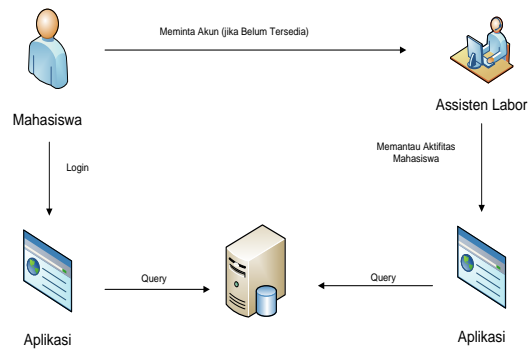 Meminta Akun (jika Belum Tersedia)
Mahasiswa
Assisten Labor
Login
Memantau Aktifitas
Mahasiswa
Query
Query
Aplikasi
Aplikasi